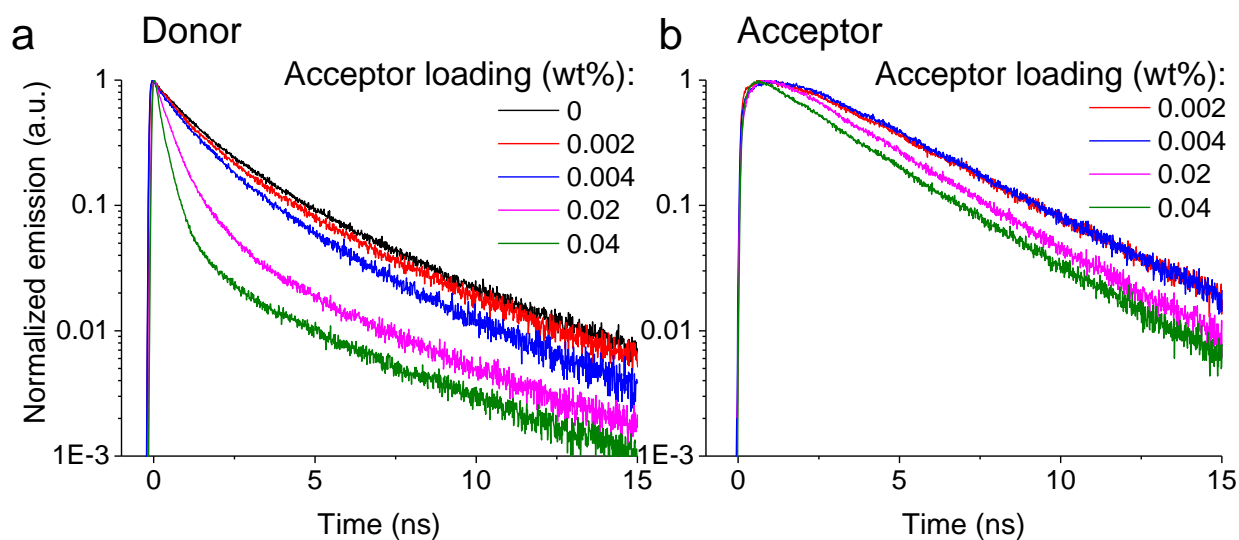 a Donor
Acceptor loading (wt%):
0
0.002
0.004
0.02
0.04
Normalized emission (a.u.)
1
0.1
0.01
1E-3
0 5 10 15
Time (ns)
b Acceptor
Acceptor loading (wt%):
0.002
0.004
0.02
0.04
1
0.1
0.01
1E-3
0 5 10 15
Time (ns)